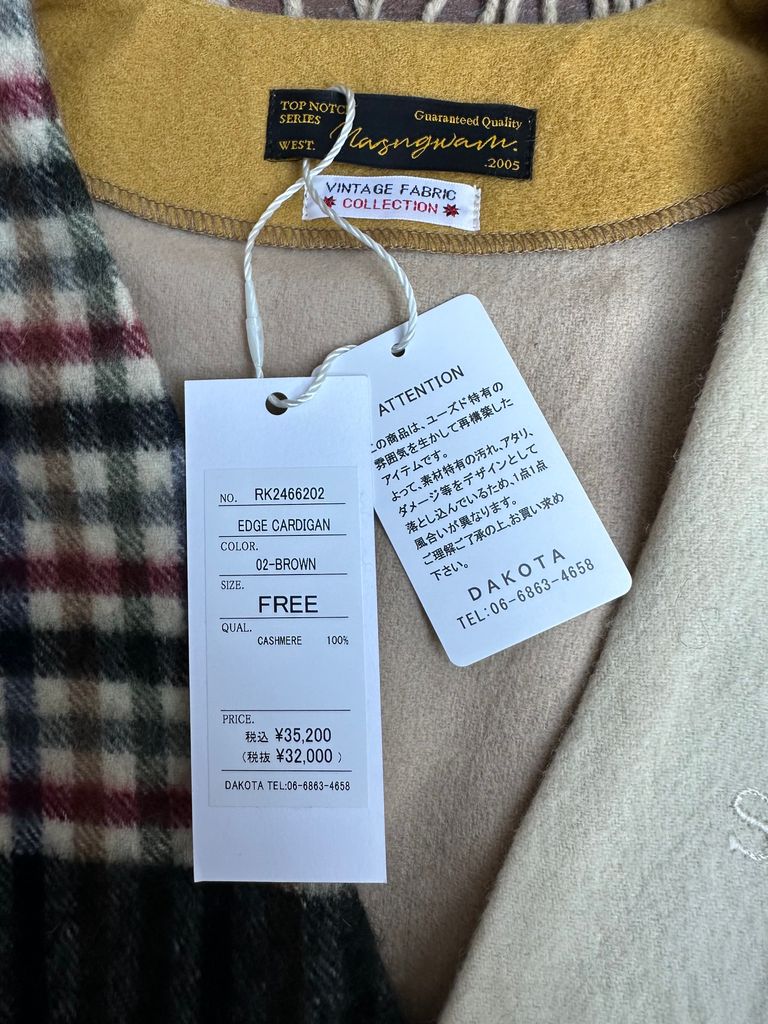 TOP NOTC
SERIES
Guaranteed Quality
WEST.
Nasngwam.
.2005
VINTAGE FABRIC
COLLECTION
ATTENTION
の商品は、ユーズド特有の
雰囲気を生かして再構築した
アイテムです。
よって、素材特有の汚れ、アタリ、
ダメージ等をデザインとして
落とし込んでいるため、1点1点
風合いが異なります。
ご理解ご了承の上、お買い求め
下さい。
DAKOTA
TEL:06-6863-4658
NO. RK2466202
EDGE CARDIGAN
COLOR.
02-BROWN
SIZE.
FREE
QUAL.
CASHMERE 100%
PRICE.
税込 ¥35,200
(税抜 ¥32,000 )
DAKOTA TEL:06-6863-4658
S